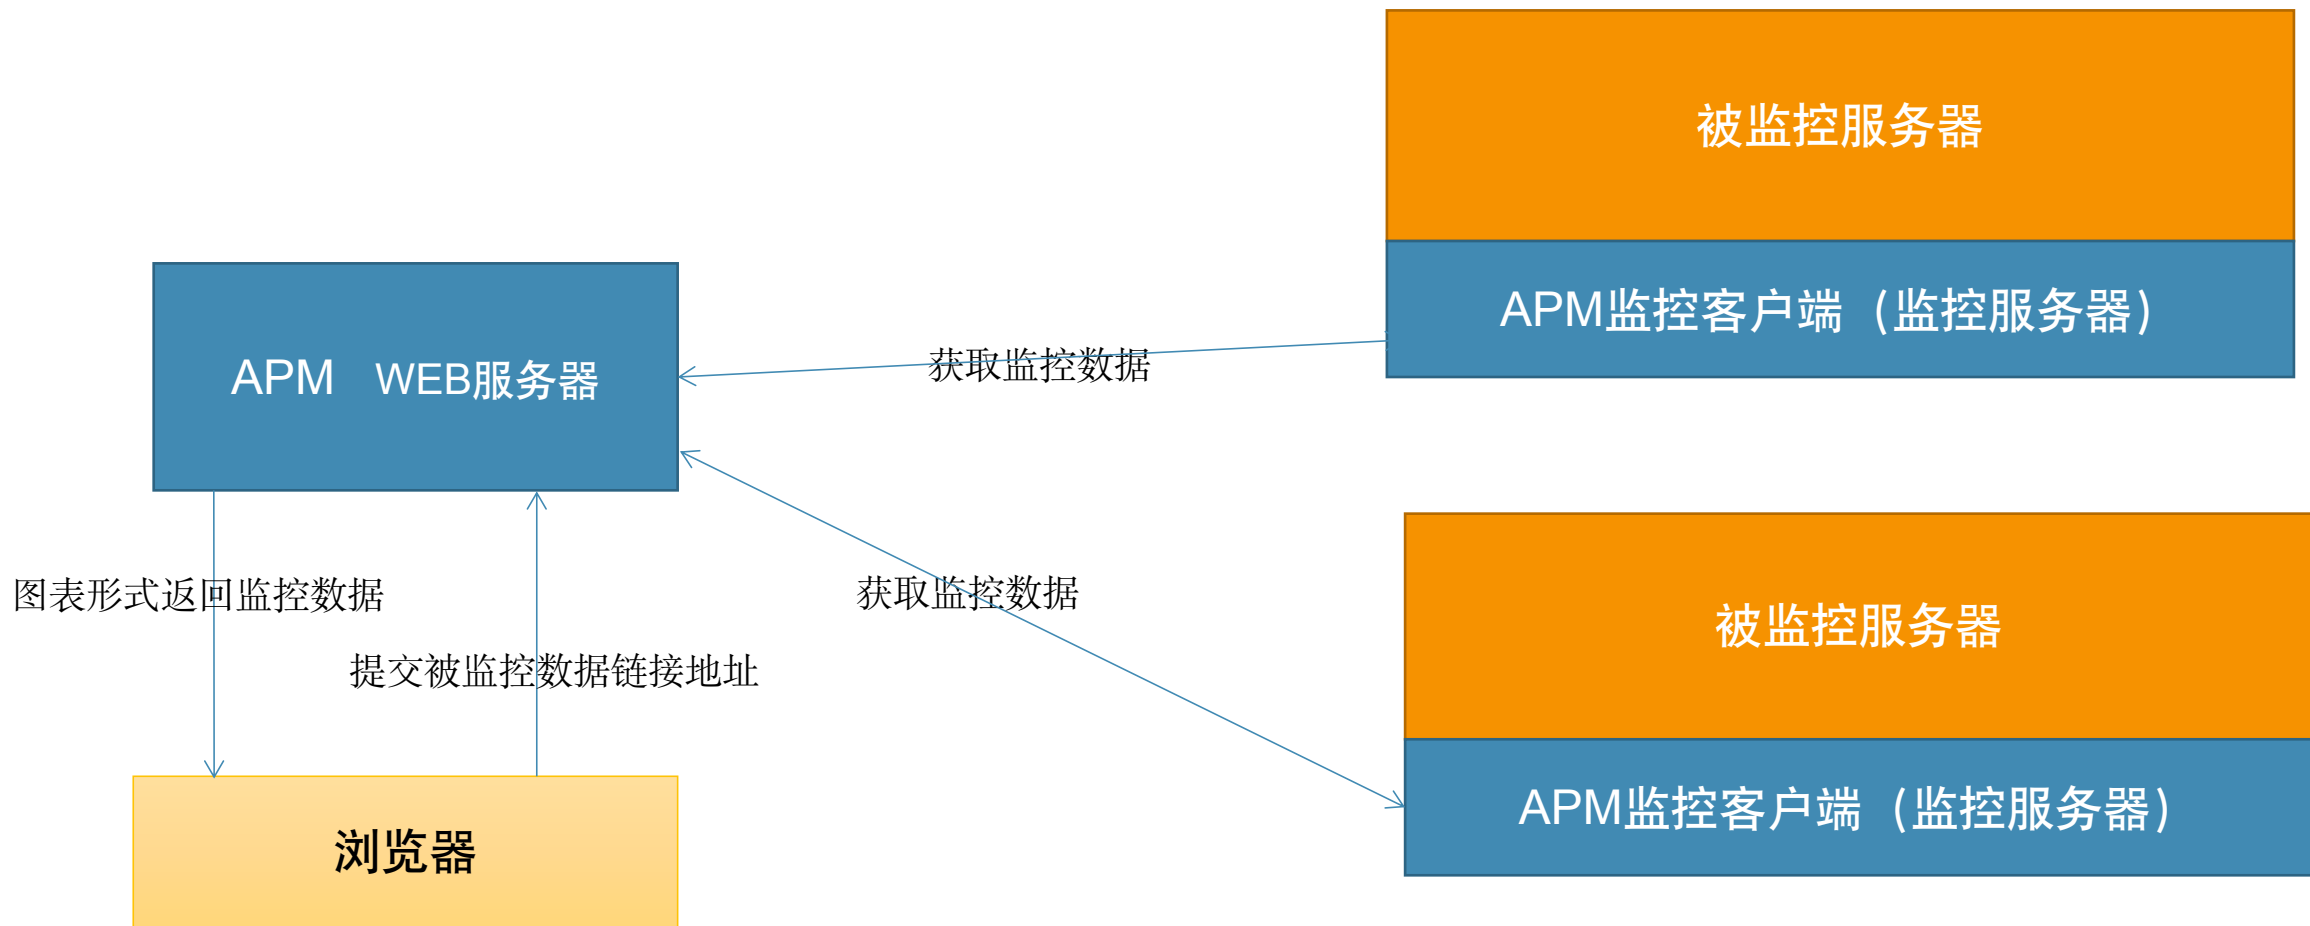 被监控服务器
APM监控客户端（监控服务器）
APM WEB服务器
获取监控数据
图表形式返回监控数据
提交被监控数据链接地址
获取监控数据
被监控服务器
APM监控客户端（监控服务器）
浏览器